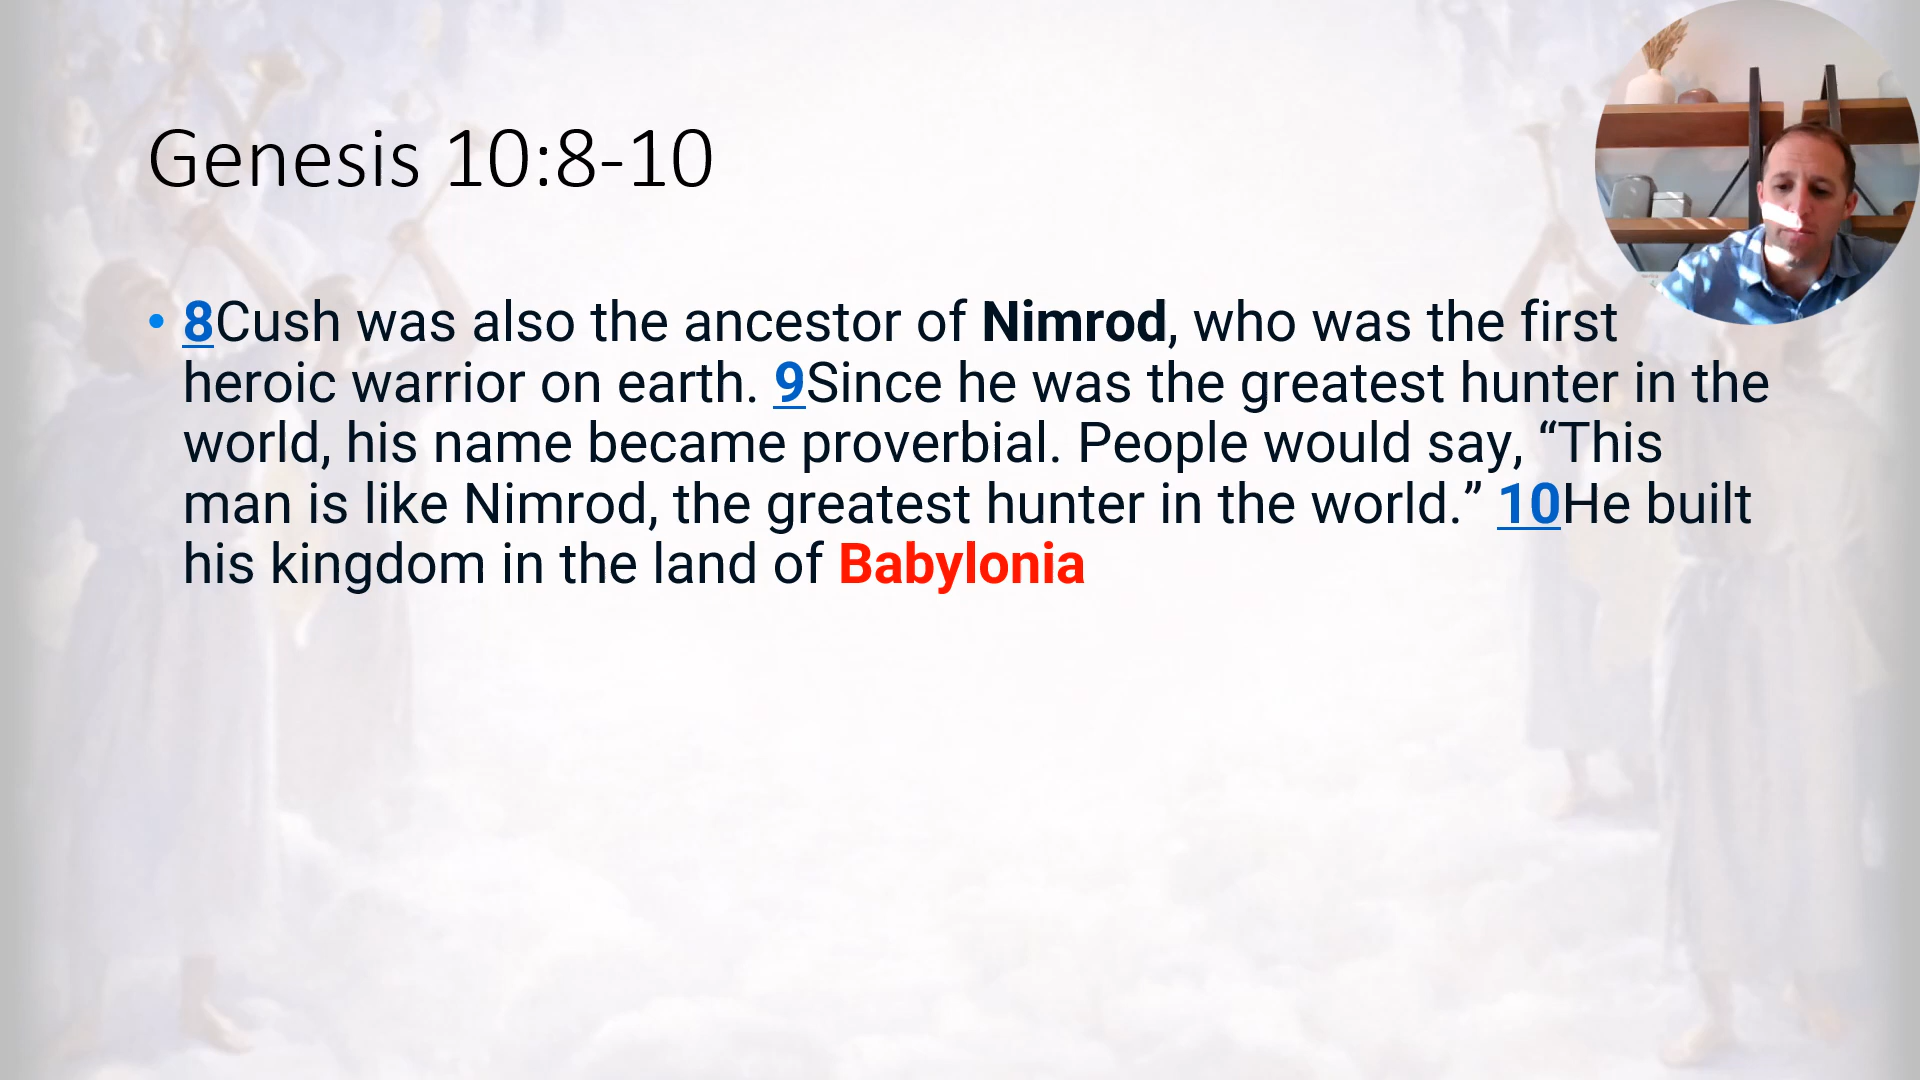 Genesis 10:8-10
• 8Cush was also the ancestor of Nimrod, who was the first
heroic warrior on earth. 9Since he was the greatest hunter in the
world, his name became proverbial. People would say, “This
man is like Nimrod, the greatest hunter in the world.” 10He built
his kingdom in the land of Babylonia